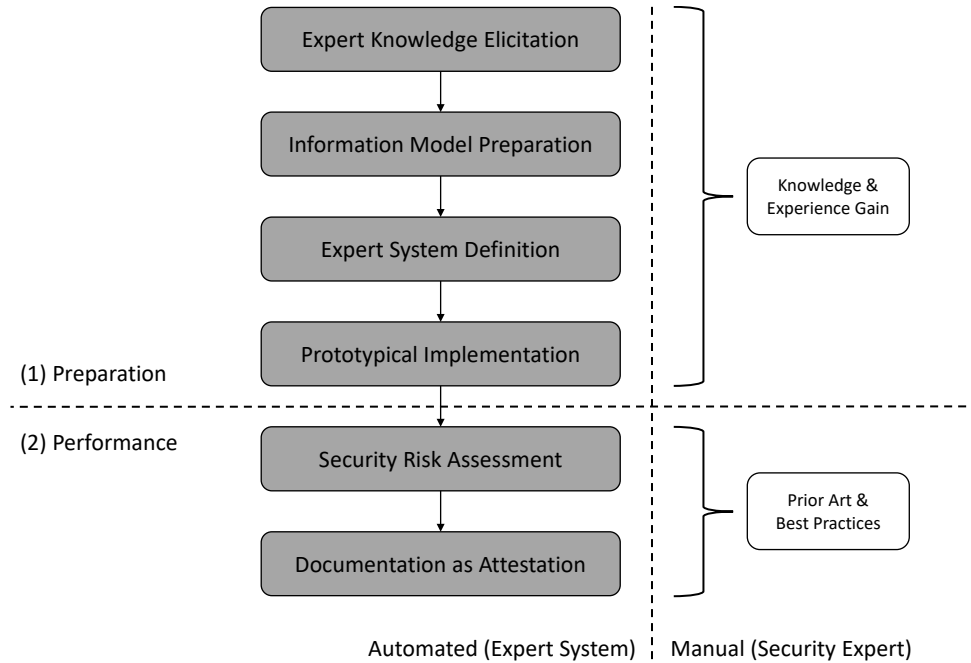 Expert Knowledge Elicitation
Information Model Preparation
Knowledge &
Experience Gain
Expert System Definition
Prototypical Implementation
(1) Preparation
(2) Performance
Security Risk Assessment
Prior Art &
Best Practices
Documentation as Attestation
Automated (Expert System)
Manual (Security Expert)